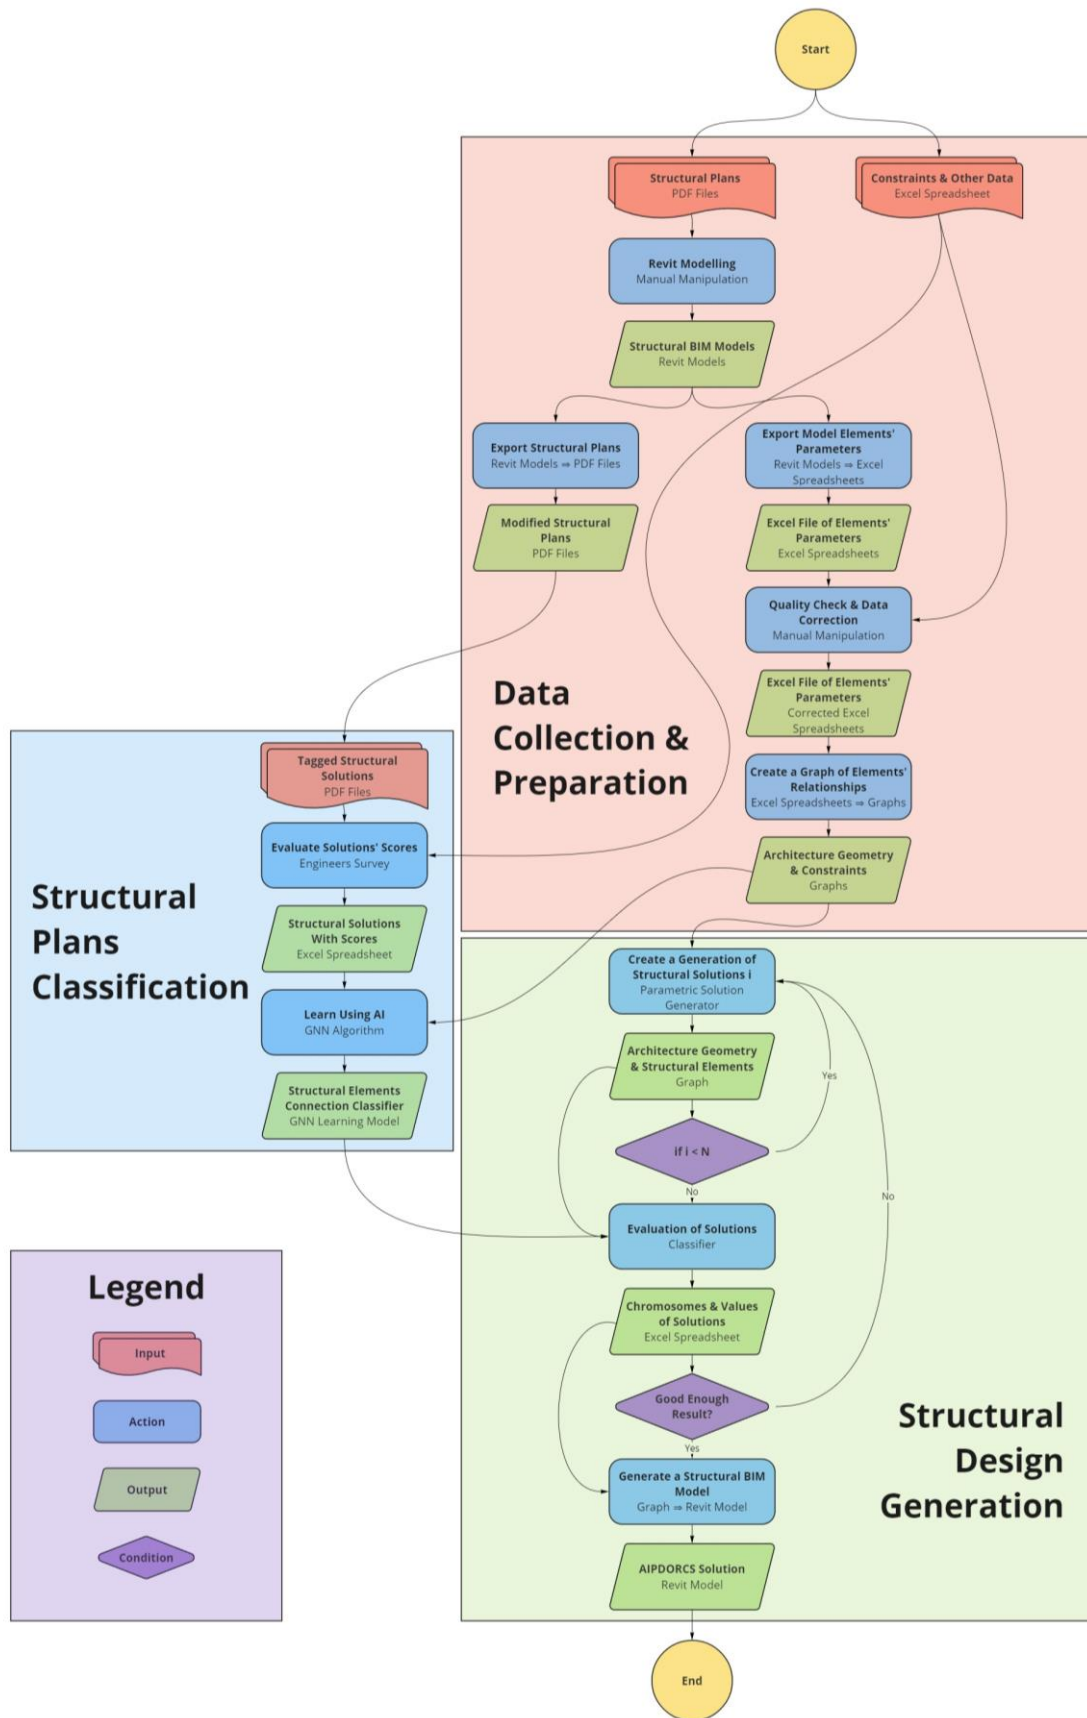 Start
Structural Plans
PDF Files
Constraints & Other Data
Excel Spreadsheet
Revit Modelling
Manual Manipulation
Structural BIM Models
Revit Models
Export Structural Plans
Revit Models ⇒ PDF Files
Export Model Elements'
Parameters
Revit Models ⇒ Excel
Spreadsheets
Modified Structural
Plans
PDF Files
Excel File of Elements'
Parameters
Excel Spreadsheets
Quality Check & Data
Correction
Manual Manipulation
Excel File of Elements'
Parameters
Corrected Excel
Spreadsheets
Data
Collection &
Preparation
Create a Graph of Elements'
Relationships
Excel Spreadsheets ⇒ Graphs
Architecture Geometry
& Constraints
Graphs
Tagged Structural
Solutions
PDF Files
Evaluate Solutions' Scores
Engineers Survey
Structural
Plans
Classification
Structural Solutions
With Scores
Excel Spreadsheet
Learn Using AI
GNN Algorithm
Structural Elements
Connection Classifier
GNN Learning Model
Create a Generation of
Structural Solutions i
Parametric Solution
Generator
Architecture Geometry
& Structural Elements
Graph
Yes
if i < N
No
No
Evaluation of Solutions
Classifier
Chromosomes & Values
of Solutions
Excel Spreadsheet
Good Enough
Result?
Yes
Generate a Structural BIM
Model
Graph ⇒ Revit Model
Structural
Design
Generation
AIPDORCS Solution
Revit Model
End
Legend
Input
Action
Output
Condition